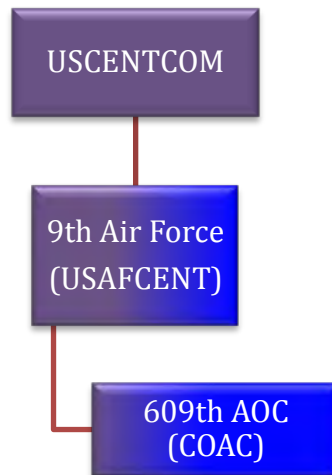 USCENTCOM
9th Air Force
(USAFCENT)
609th AOC
(COAC)